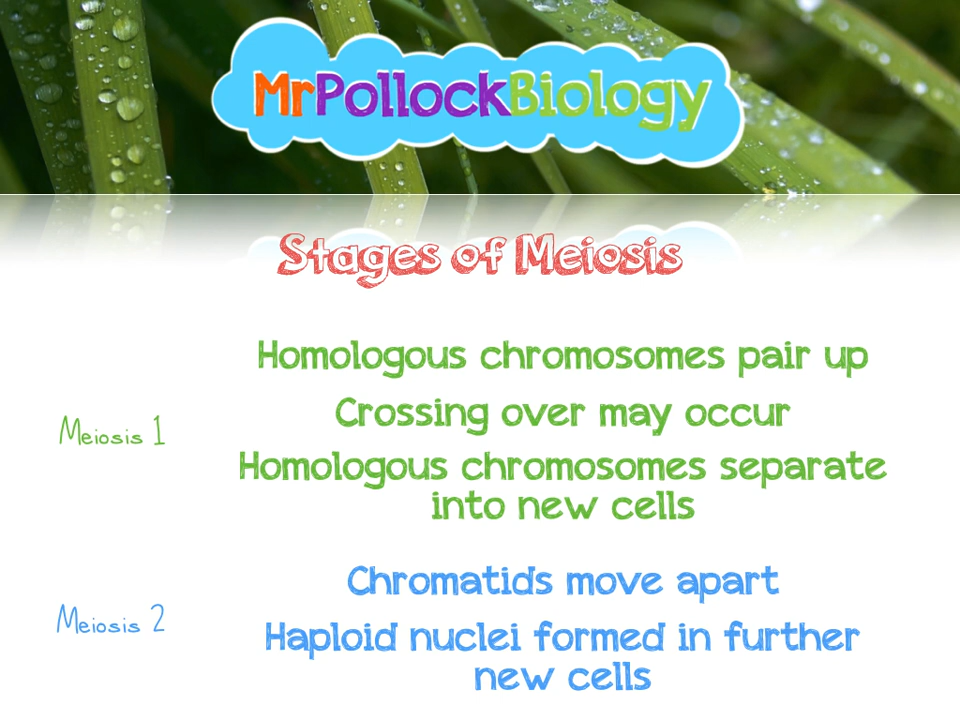 MrPollockBiology
Stages of Meiosis
Meiosis 1
Homologous chromosomes pair up
Crossing over may occur
Homologous chromosomes separate
into new cells
Meiosis 2
Chromatids move apart
Haploid nuclei formed in further
new cells